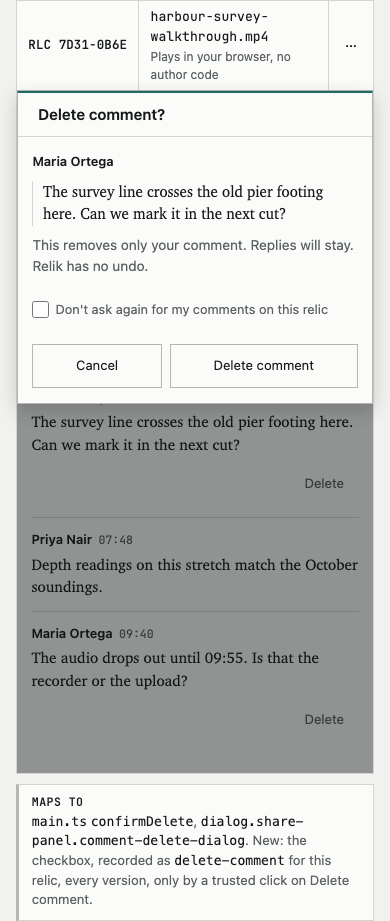 RLC 7D31-0B6E
harbour-survey-
walkthrough.mp4
Plays in your browser, no
author code
…
Delete comment?
Maria Ortega
The survey line crosses the old pier footing
here. Can we mark it in the next cut?
This removes only your comment. Replies will stay.
Relik has no undo.
Don't ask again for my comments on this relic
Cancel
Delete comment
The survey line crosses the old pier footing here.
Can we mark it in the next cut?
Delete
Priya Nair 07:48
Depth readings on this stretch match the October
soundings.
Maria Ortega 09:40
The audio drops out until 09:55. Is that the
recorder or the upload?
Delete
MAPS TO
main.ts confirmDelete, dialog.share-
panel.comment-delete-dialog. New: the
checkbox, recorded as delete-comment for this
relic, every version, only by a trusted click on Delete
comment.